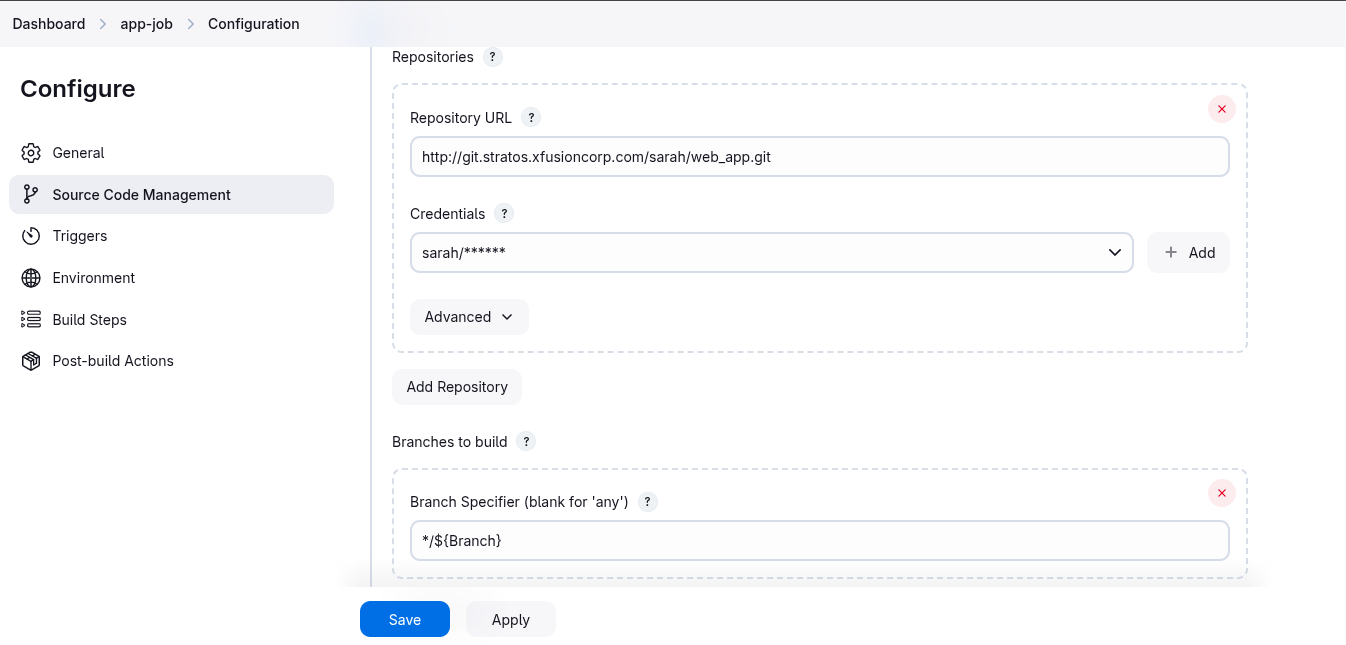 Dashboard > app-job > Configuration
Configure
General
Source Code Management
Triggers
Environment
Build Steps
Post-build Actions
Repositories ?
Repository URL ?
http://git.stratos.xfusioncorp.com/sarah/web_app.git
Credentials ?
sarah/******
+ Add
Advanced
Add Repository
Branches to build ?
Branch Specifier (blank for 'any') ?
*/${Branch}
Save Apply